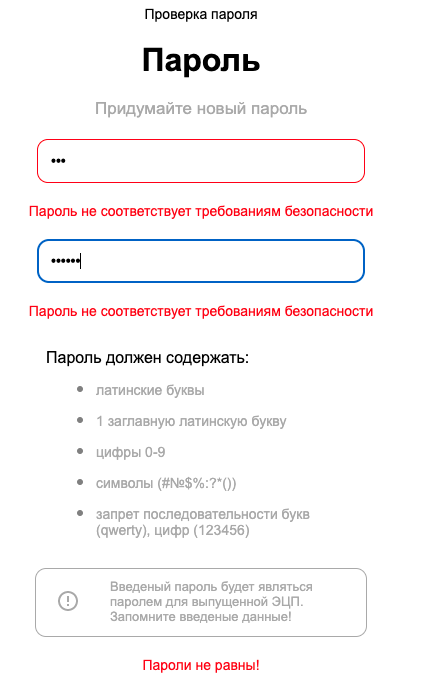 Проверка пароля
Пароль
Придумайте новый пароль
Пароль не соответствует требованиям безопасности
Пароль не соответствует требованиям безопасности
Пароль должен содержать:
латинские буквы
1 заглавную латинскую букву
цифры 0-9
символы (#№$%:?*())
запрет последовательности букв
(qwerty), цифр (123456)
Введеный пароль будет являться
паролем для выпущенной ЭЦП.
Запомните введеные данные!
Пароли не равны!